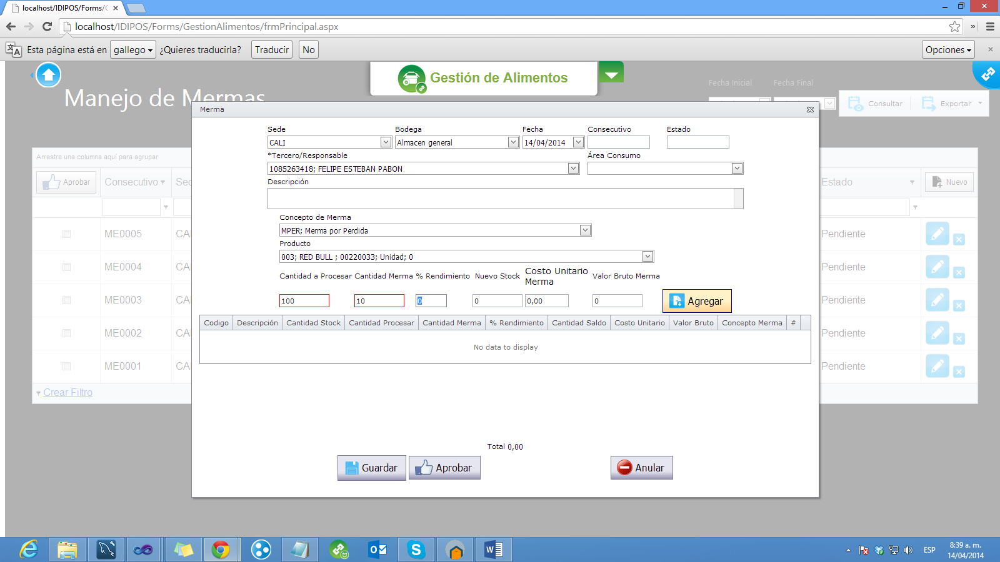 localhost/IDIPOS/Forms/G
localhost/IDIPOS/Forms/GestionAlimentos/frmPrincipal.aspx
Esta página está en gallego ¿Quieres traducirla? Traducir No Opciones
Gestión de Alimentos
Manejo de Mermas
Fecha Inicial Fecha Final
Consultar Exportar
Merma
Sede Bodega Fecha Consecutivo Estado
CALI Almacen general 14/04/2014
*Tercero/Responsable Área Consumo
1085263418; FELIPE ESTEBAN PABON
Descripción
Concepto de Merma
MPER; Merma por Perdida
Producto
003; RED BULL ; 00220033; Unidad; 0
Cantidad a Procesar Cantidad Merma % Rendimiento Nuevo Stock Costo Unitario Merma Valor Bruto Merma
100 10 0 0 0,00 0 Agregar
Codigo Descripción Cantidad Stock Cantidad Procesar Cantidad Merma % Rendimiento Cantidad Saldo Costo Unitario Valor Bruto Concepto Merma #
No data to display
Total 0,00
Guardar Aprobar Anular
Arrastre una columna aquí para agrupar
Aprobar Consecutivo Sed Estado Nuevo
ME0005 CA Pendiente
ME0004 CA Pendiente
ME0003 CA Pendiente
ME0002 CA Pendiente
ME0001 CA Pendiente
Crear Filtro
ESP
8:39 a. m.
14/04/2014